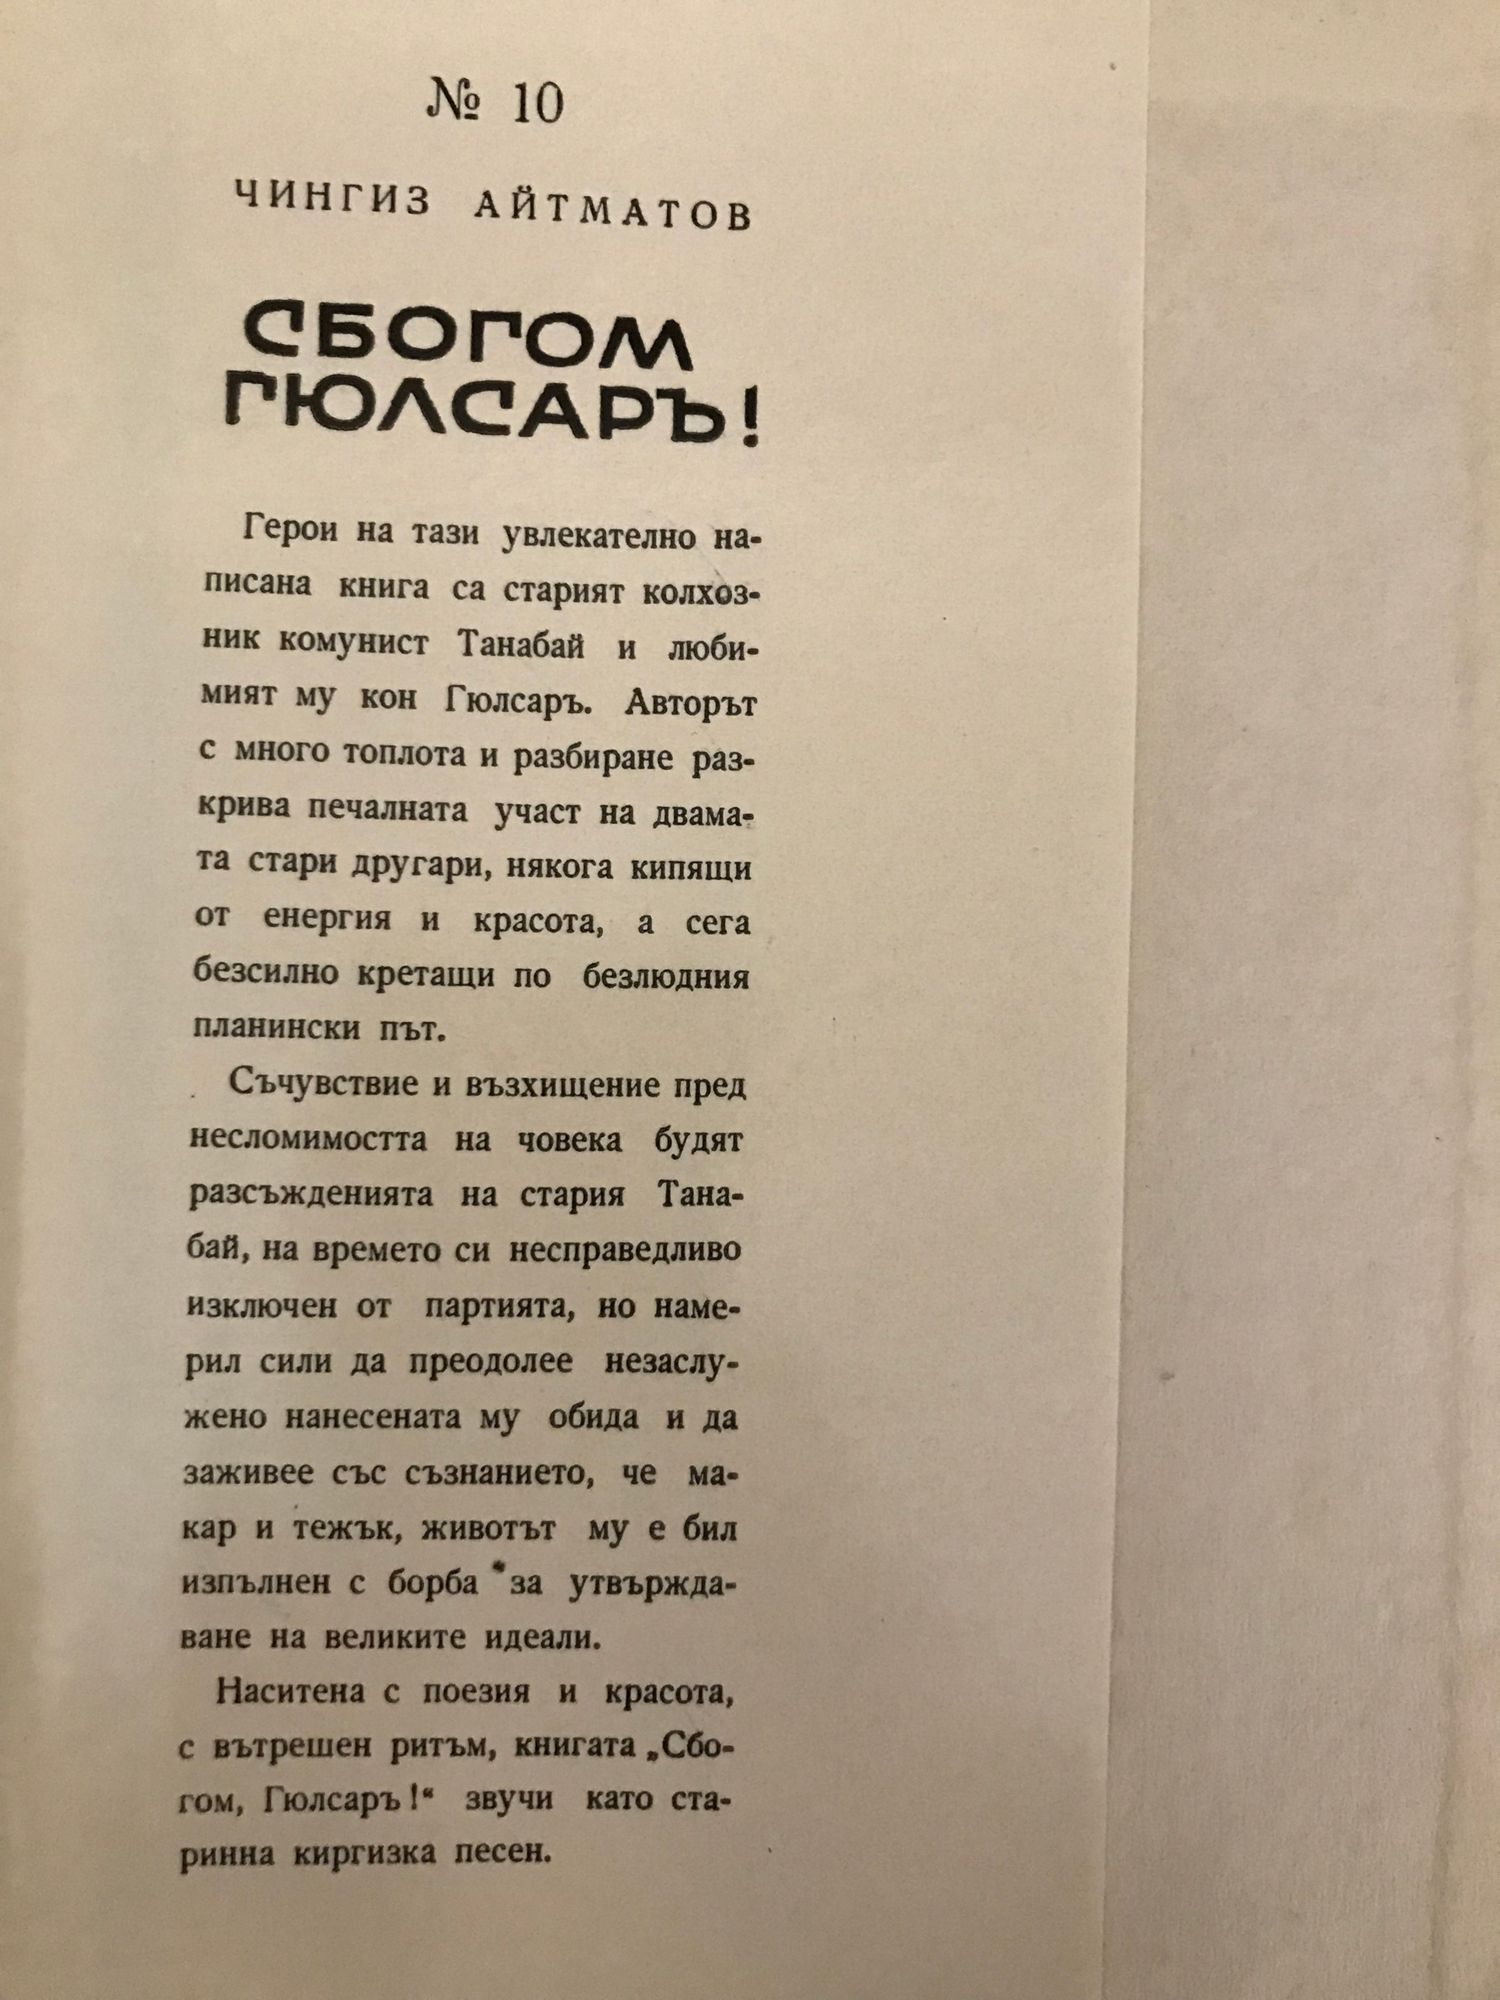 № 10
ЧИНГИЗ АЙТМАТОВ
СБОГОМ
ГЮЛСАРЪ!
Герои на тази увлекателно на-
писана книга са старият колхоз-
ник комунист Танабай и люби-
мият му кон Гюлсаръ. Авторът
с много топлота и разбиране раз-
крива печалната участ на двама-
та стари другари, някога кипящи
от енергия и красота, а сега
безсилно кретащи по безлюдния
планински път.
Съчувствие и възхищение пред
несломимостта на човека будят
разсъжденията на стария Тана-
бай, на времето си несправедливо
изключен от партията, но наме-
рил сили да преодолее незаслу-
жено нанесената му обида и да
заживее със съзнанието, че ма-
кар и тежък, животът му е бил
изпълнен с борба за утвържда-
ване на великите идеали.
Наситена с поезия и красота,
с вътрешен ритъм, книгата „Сбо-
гом, Гюлсаръ!“ звучи като ста-
ринна киргизка песен.